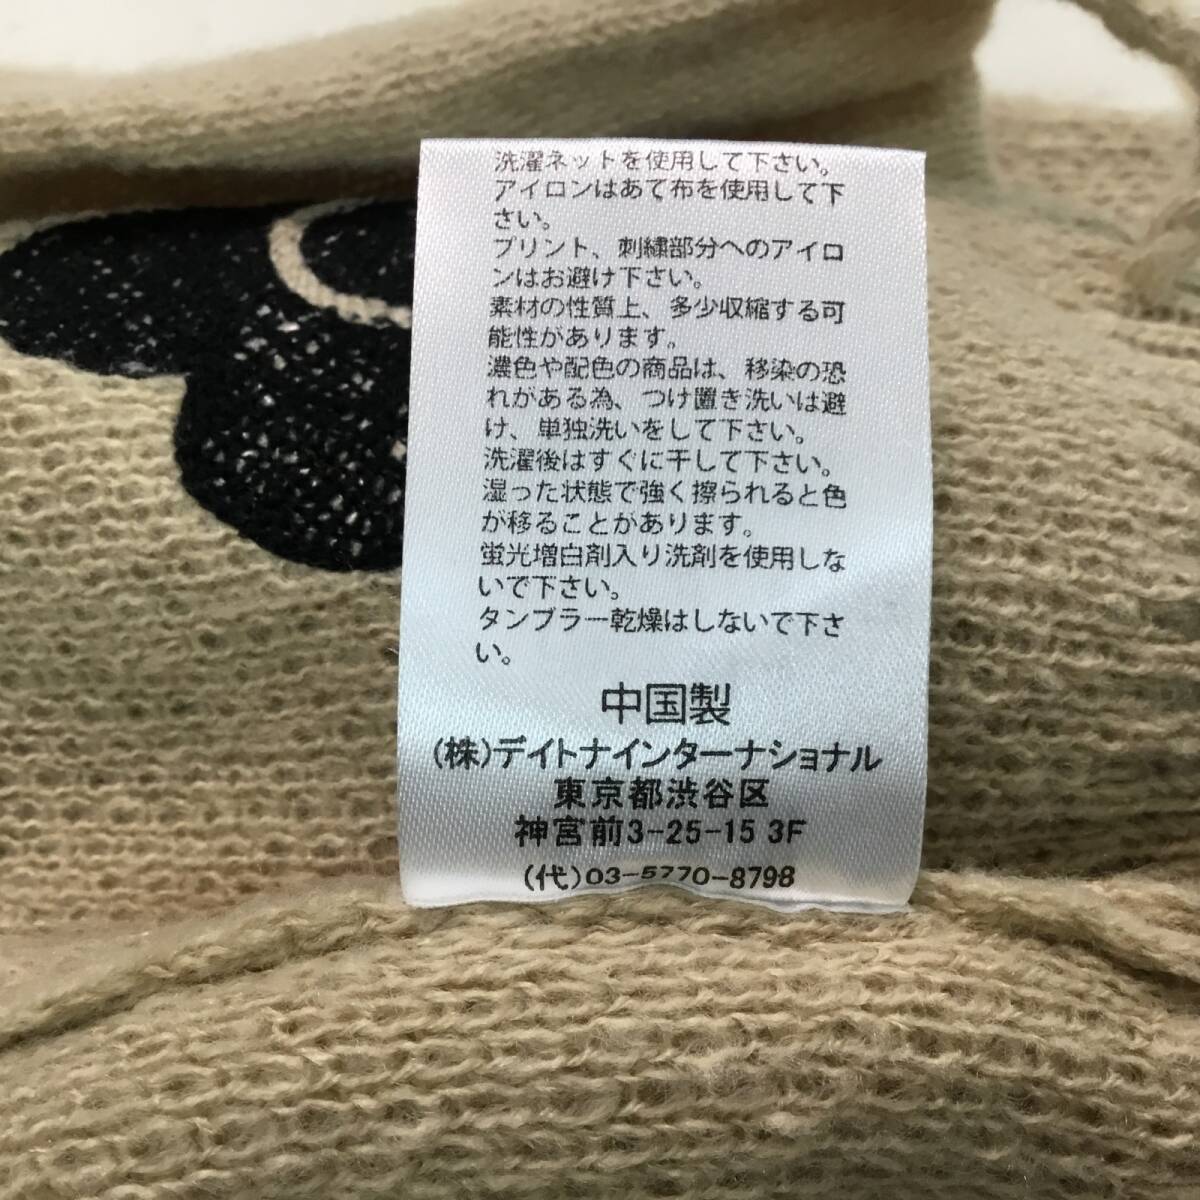 洗濯ネットを使用して下さい。
アイロンはあて布を使用して下
さい。
プリント、刺繍部分へのアイロ
ンはお避け下さい。
素材の性質上、多少収縮する可
能性があります。
濃色や配色の商品は、移染の恐
れがある為、つけ置き洗いは避
け、単独洗いをして下さい。
洗濯後はすぐに干して下さい。
湿った状態で強く擦られると色
が移ることがあります。
蛍光増白剤入り洗剤を使用しな
いで下さい。
タンブラー乾燥はしないで下さ
い。
中国製
(株)デイトナインターナショナル
東京都渋谷区
神宮前3-25-15 3F
(代)03-5770-8798